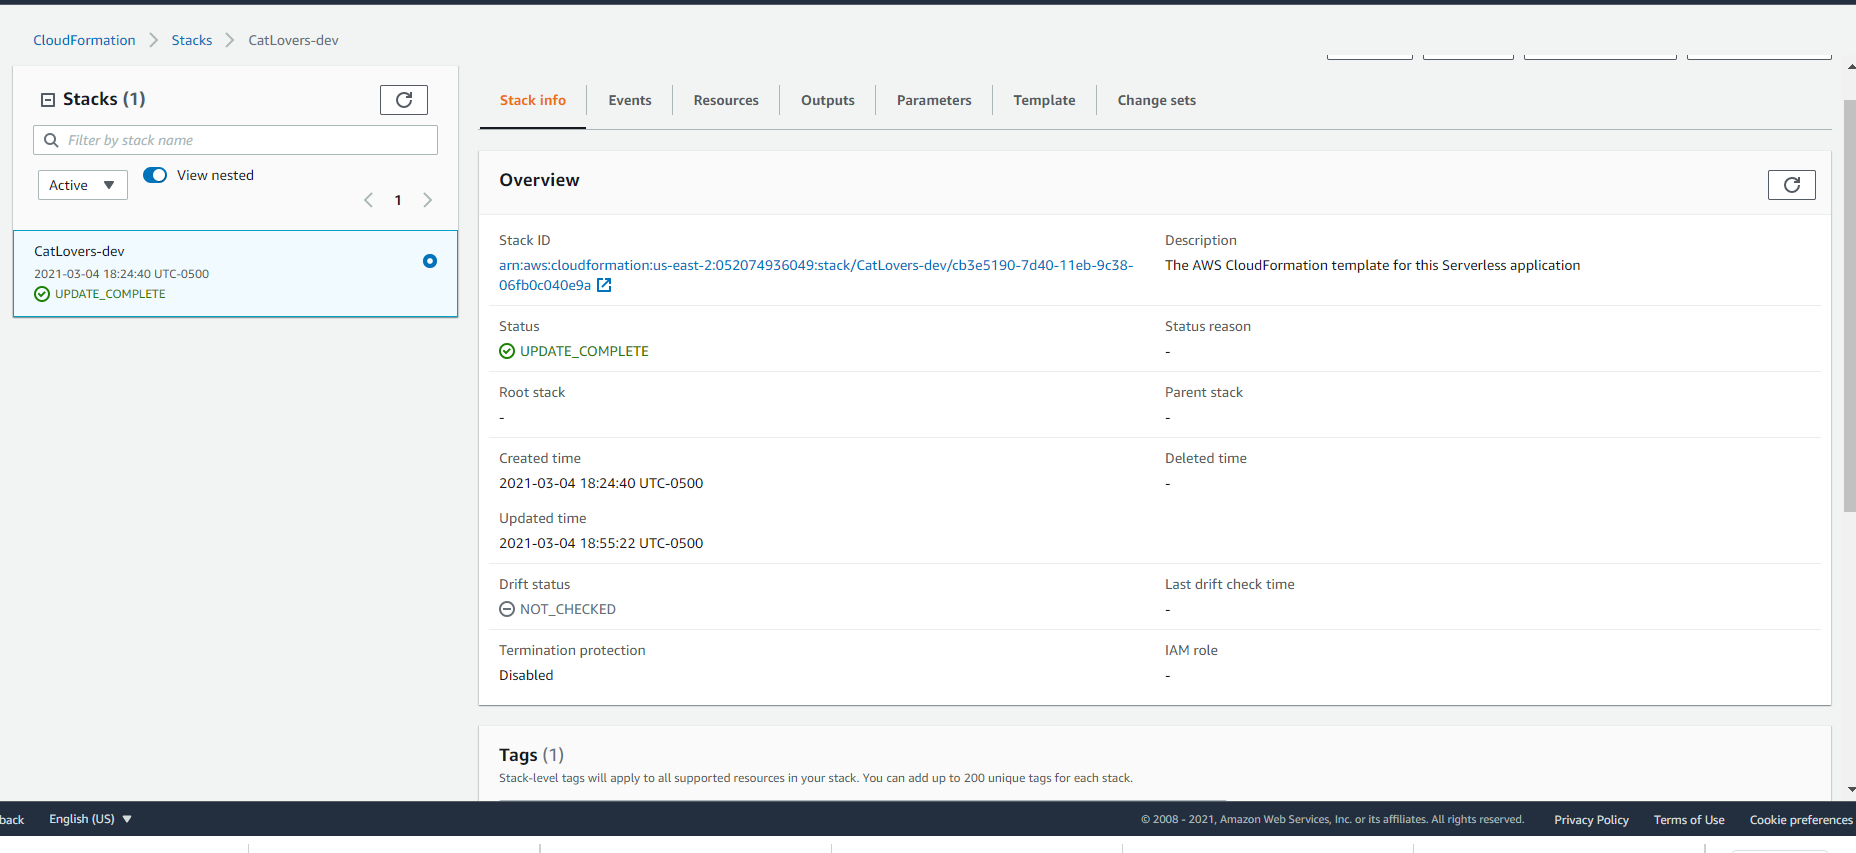 CloudFormation > Stacks > CatLovers-dev
Stacks (1)
Filter by stack name
Active
View nested
1
CatLovers-dev
2021-03-04 18:24:40 UTC-0500
UPDATE_COMPLETE
Stack info
Events
Resources
Outputs
Parameters
Template
Change sets
Overview
Stack ID
arn:aws:cloudformation:us-east-2:052074936049:stack/CatLovers-dev/cb3e5190-7d40-11eb-9c38-
06fb0c040e9a
Description
The AWS CloudFormation template for this Serverless application
Status
UPDATE_COMPLETE
Status reason
-
Root stack
-
Parent stack
-
Created time
2021-03-04 18:24:40 UTC-0500
Deleted time
-
Updated time
2021-03-04 18:55:22 UTC-0500
Drift status
NOT_CHECKED
Last drift check time
-
Termination protection
Disabled
IAM role
-
Tags (1)
Stack-level tags will apply to all supported resources in your stack. You can add up to 200 unique tags for each stack.
back
English (US)
© 2008 - 2021, Amazon Web Services, Inc. or its affiliates. All rights reserved.
Privacy Policy
Terms of Use
Cookie preferences